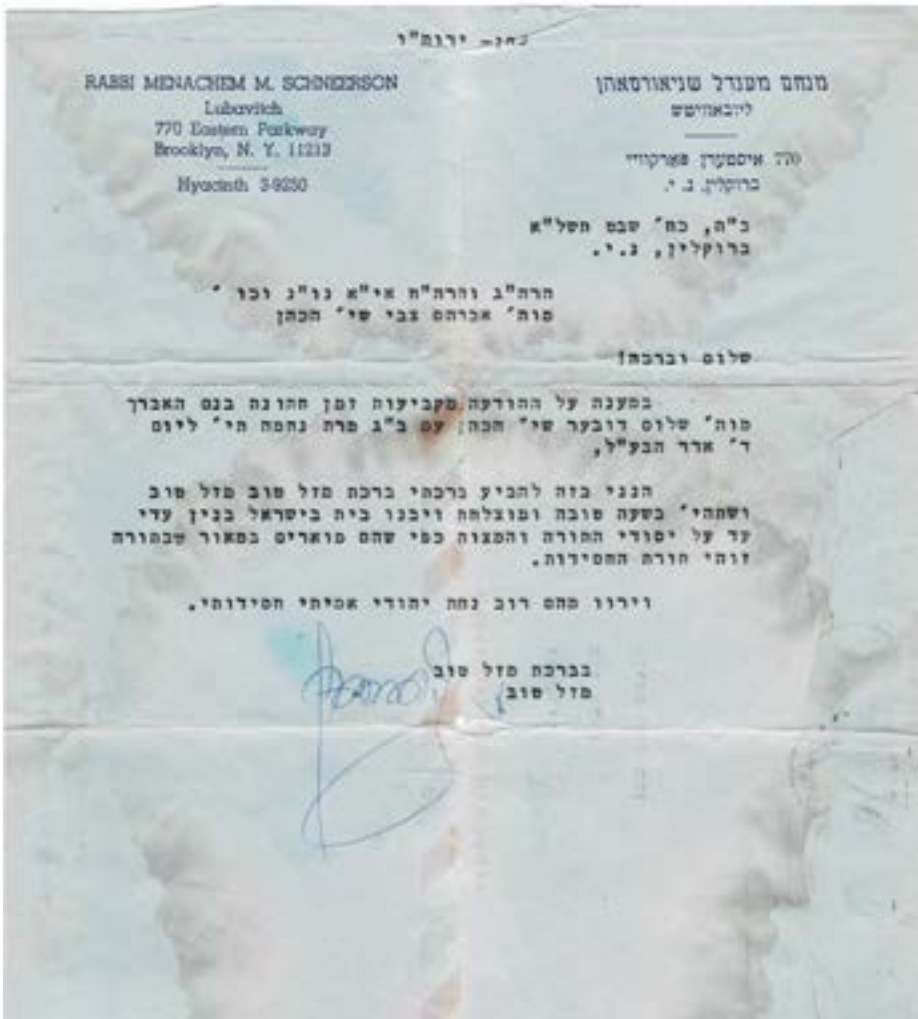 כהן- ירות"ו
RABBI MENACHEM M. SCHNEERSON
Lubavitch
770 Eastern Parkway
Brooklyn, N. Y. 11213
Hyacinth 3-9250
מנחם מענדל שניאורסאהן
ליובאוויטש
770 איסטערן פארקוויי
ברוקלין, נ. י.
ב"ה, כח' שבט תשל"א
ברוקלין, נ.י.
הרה"ג והרה"ח אי"א נו"נ וכו'
מוה' אברהם צבי שי' הכהן
שלום וברכה!
במענה על ההודעה מקביעות זמן חתונת בנם האברך
מוה' שלום דובער שי' הכהן עם ב"ג מרת נחמה תי' ליום
ד' אדר הבע"ל,
הנני בזה להביע ברכתי ברכת מזל טוב מזל טוב
ושתהי' בשעה טובה ומוצלחת ויבנו בית בישראל בנין עדי
עד על יסודי התורה והמצוה כפי שהם מוארים במאור שבתורה
זוהי תורת החסידות.
וירוו מהם רוב נחת יהודי אמיתי חסידותי.
בברכת מזל טוב
מזל טוב